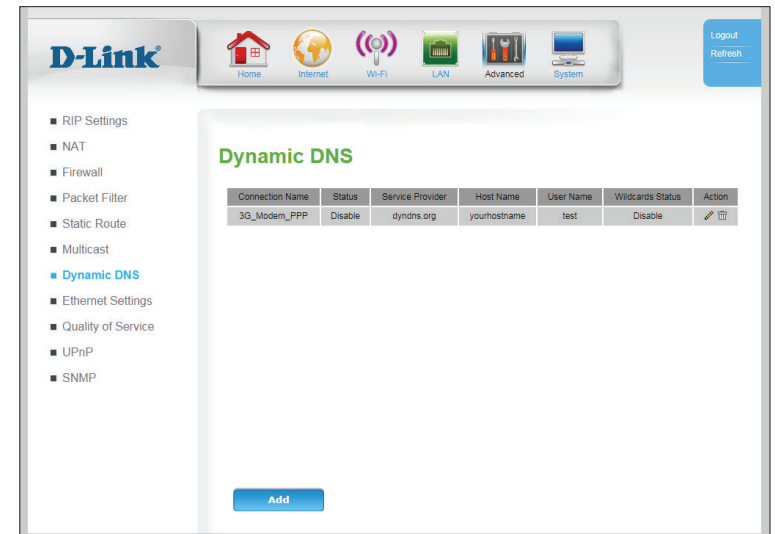 D-Link
Home Internet Wi-Fi LAN Advanced System
Logout
Refresh
RIP Settings
NAT
Firewall
Packet Filter
Static Route
Multicast
Dynamic DNS
Ethernet Settings
Quality of Service
UPnP
SNMP
Dynamic DNS
Connection Name Status Service Provider Host Name User Name Wildcards Status Action
3G_Modem_PPP Disable dyndns.org yourhostname test Disable
Add